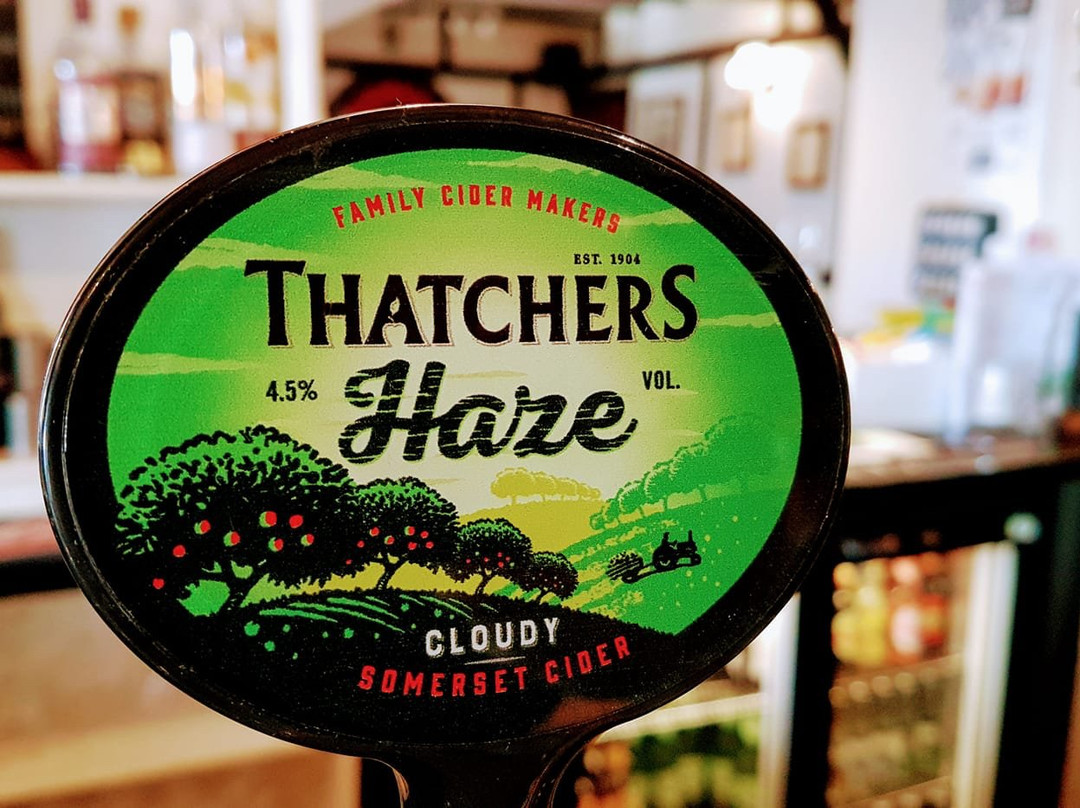 FAMILY CIDER MAKERS
EST. 1904
THATCHERS
4.5% Haze VOL.
CLOUDY
SOMERSET CIDER